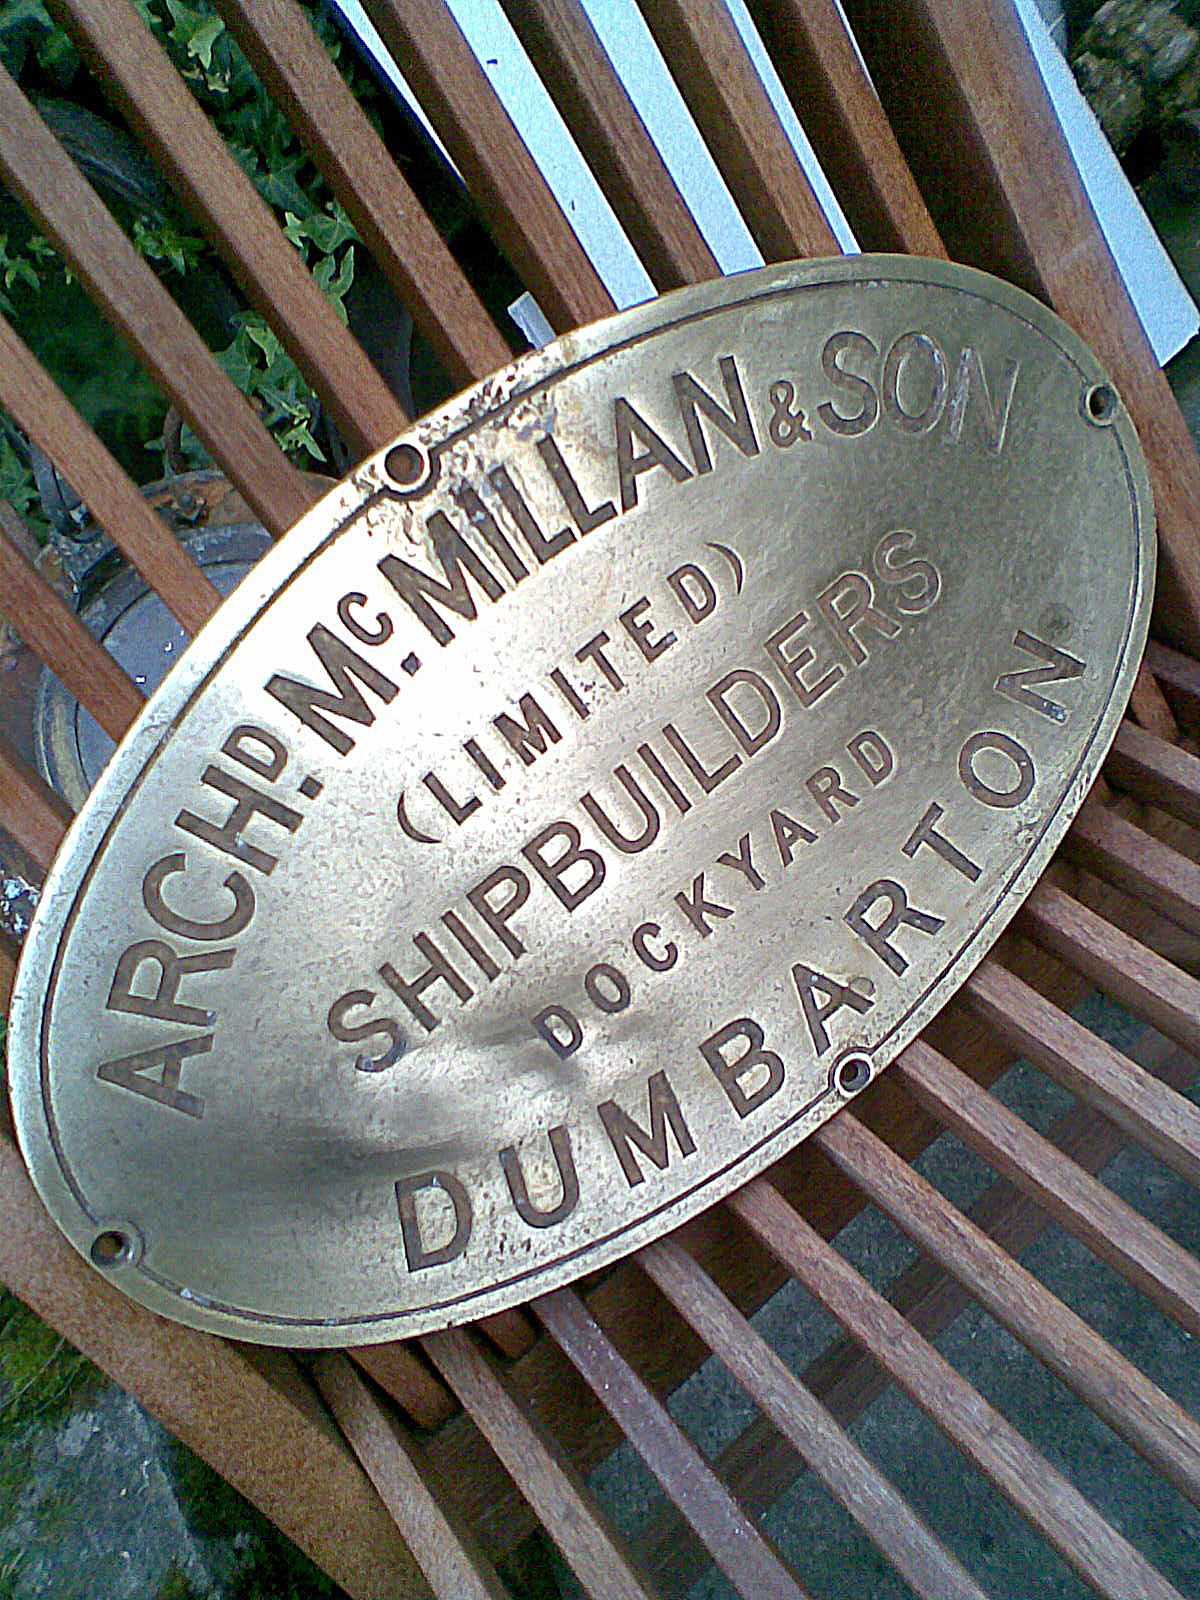 ARCHD. MC. MILLAN & SON
(LIMITED)
SHIPBUILDERS
DOCKYARD
DUMBARTON